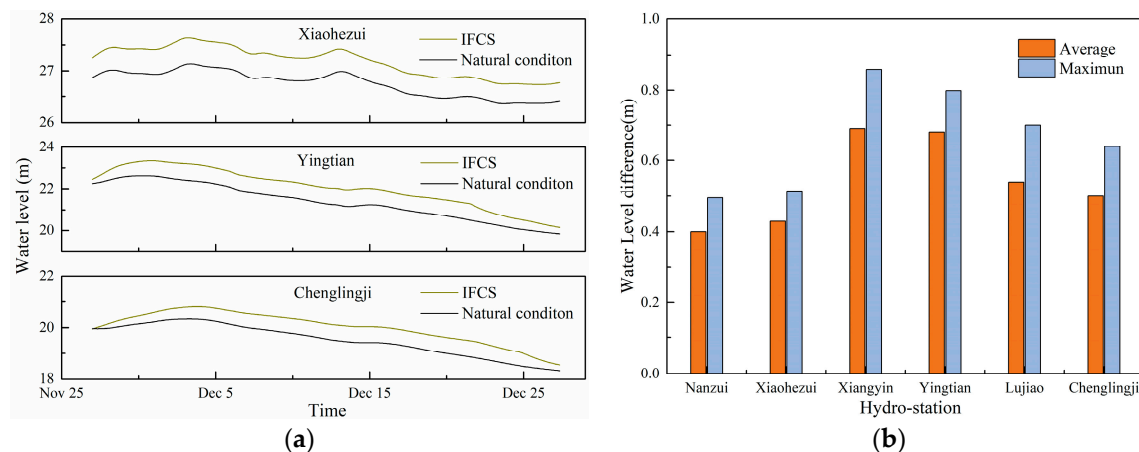 28
27
26
Xiaohezui
IFCS
Natural conditon
24
22
20
Yingtian
IFCS
Natural conditon
22
20
18
Chenglingji
IFCS
Natural conditon
Water level (m)
Nov 25
Dec 5
Dec 15
Dec 25
Time
(a)
1.0
0.8
0.6
0.4
0.2
0.0
Water Level difference(m)
Average
Maximun
Nanzui
Xiaohezui
Xiangyin
Yingtian
Lujiao
Chenglingji
Hydro-station
(b)